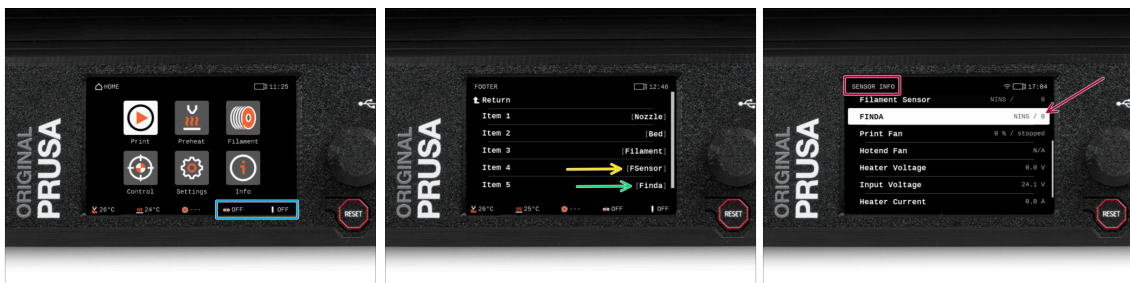 ORIGINAL
PRUSA
HOME
11:25
Print
Preheat
Filament
Control
Settings
Info
26°C
24°C
---
OFF
OFF
RESET
ORIGINAL
PRUSA
FOOTER
12:48
Return
Item 1 [Nozzle]
Item 2 [Bed]
Item 3 [Filament]
Item 4 [FSensor]
Item 5 [Finda]
26°C
25°C
---
OFF
OFF
RESET
ORIGINAL
PRUSA
SENSOR INFO
17:04
Filament Sensor NINS / 0
FINDA NINS / 0
Print Fan 0 % / stopped
Hotend Fan N/A
Heater Voltage 0.0 V
Input Voltage 24.1 V
Heater Current 0.0 A
RESET